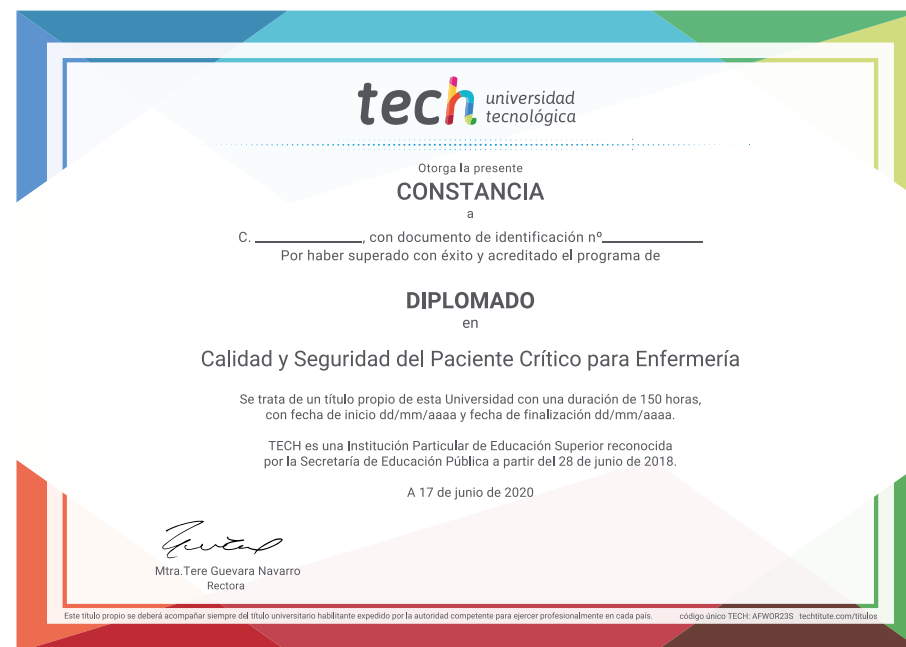 tech universidad
tecnológica
Otorga la presente
CONSTANCIA
a
C. ____________, con documento de identificación nº____________
Por haber superado con éxito y acreditado el programa de
DIPLOMADO
en
Calidad y Seguridad del Paciente Crítico para Enfermería
Se trata de un título propio de esta Universidad con una duración de 150 horas,
con fecha de inicio dd/mm/aaaa y fecha de finalización dd/mm/aaaa.
TECH es una Institución Particular de Educación Superior reconocida
por la Secretaría de Educación Pública a partir del 28 de junio de 2018.
A 17 de junio de 2020
Mtra.Tere Guevara Navarro
Rectora
Este título propio se deberá acompañar siempre del título universitario habilitante expedido por la autoridad competente para ejercer profesionalmente en cada país. código único TECH: AFWOR23S techtitute.com/titulos